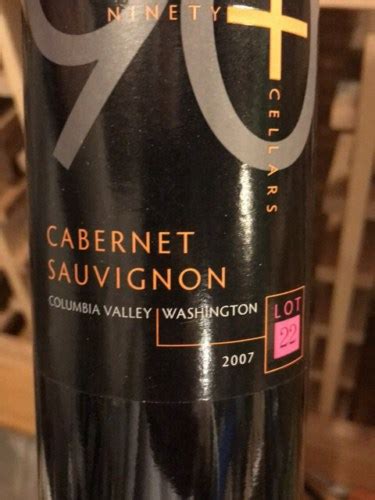 90+
NINETY
CELLARS
CABERNET
SAUVIGNON
COLUMBIA VALLEY WASHINGTON
LOT
22
2007